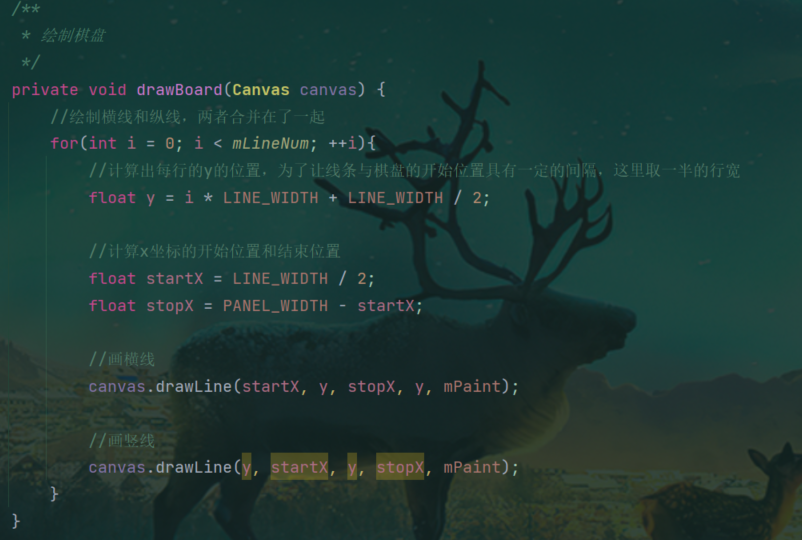 /**
 * 绘制棋盘
 */
private void drawBoard(Canvas canvas) {
    //绘制横线和纵线，两者合并在了一起
    for(int i = 0; i < mLineNum; ++i){
        //计算出每行的y的位置，为了让线条与棋盘的开始位置具有一定的间隔，这里取一半的行宽
        float y = i * LINE_WIDTH + LINE_WIDTH / 2;
        //计算x坐标的开始位置和结束位置
        float startX = LINE_WIDTH / 2;
        float stopX = PANEL_WIDTH - startX;
        //画横线
        canvas.drawLine(startX, y, stopX, y, mPaint);
        //画竖线
        canvas.drawLine(y, startX, y, stopX, mPaint);
    }
}